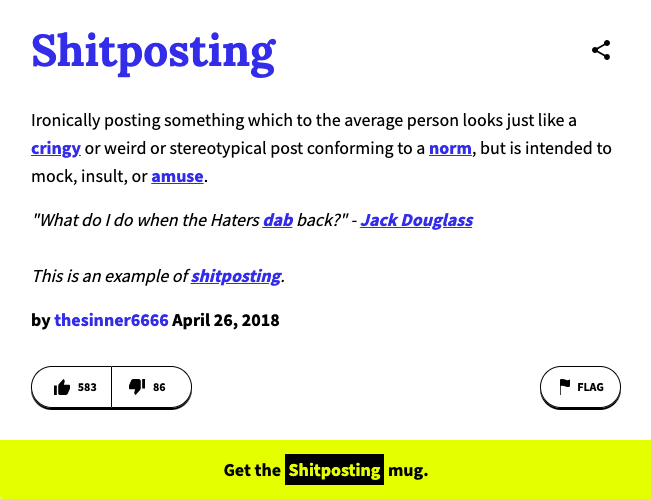 Shitposting
Ironically posting something which to the average person looks just like a
cringy or weird or stereotypical post conforming to a norm, but is intended to
mock, insult, or amuse.
"What do I do when the Haters dab back?" - Jack Douglass
This is an example of shitposting.
by thesinner6666 April 26, 2018
583 86 FLAG
Get the Shitposting mug.